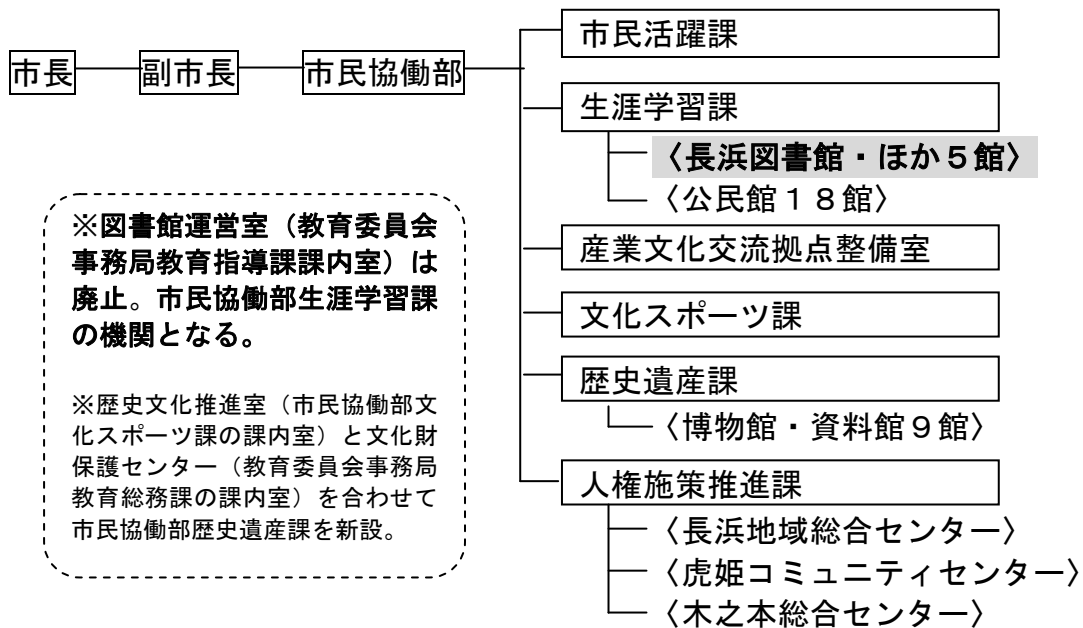 市長
副市長
市民協働部
市民活躍課
生涯学習課
〈長浜図書館・ほか５館〉
〈公民館１８館〉
産業文化交流拠点整備室
文化スポーツ課
歴史遺産課
〈博物館・資料館９館〉
人権施策推進課
〈長浜地域総合センター〉
〈虎姫コミュニティセンター〉
〈木之本総合センター〉
※図書館運営室（教育委員会
事務局教育指導課課内室）は
廃止。市民協働部生涯学習課
の機関となる。
※歴史文化推進室（市民協働部文
化スポーツ課の課内室）と文化財
保護センター（教育委員会事務局
教育総務課の課内室）を合わせて
市民協働部歴史遺産課を新設。